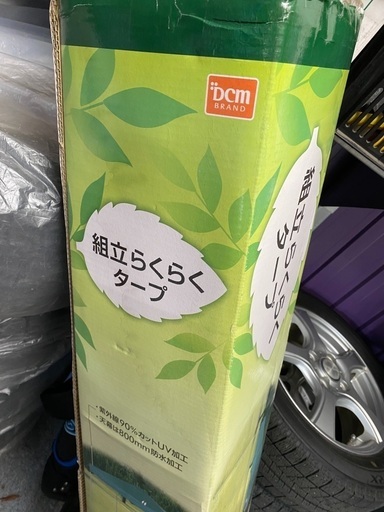 DCM
BRAND
組立らくらく
タープ
組立らくらく
タープ
・紫外線90%カットUV加工
・天幕は800mm防水加工